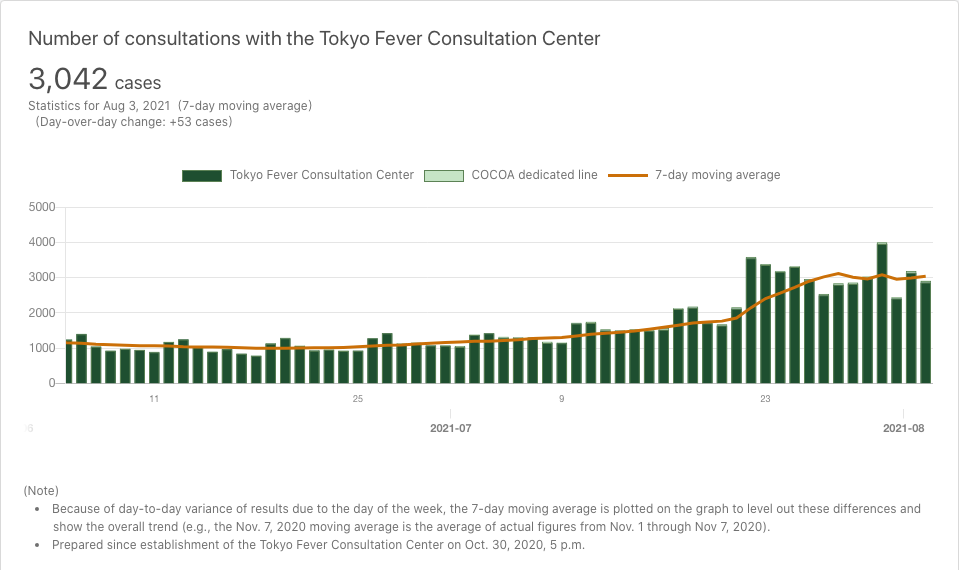 Number of consultations with the Tokyo Fever Consultation Center
3,042 cases
Statistics for Aug 3, 2021 (7-day moving average)
(Day-over-day change: +53 cases)
Tokyo Fever Consultation Center COCOA dedicated line 7-day moving average
5000
4000
3000
2000
1000
0
11 25 9 23
2021-07 2021-08
(Note)
• Because of day-to-day variance of results due to the day of the week, the 7-day moving average is plotted on the graph to level out these differences and
show the overall trend (e.g., the Nov. 7, 2020 moving average is the average of actual figures from Nov. 1 through Nov 7, 2020).
• Prepared since establishment of the Tokyo Fever Consultation Center on Oct. 30, 2020, 5 p.m.